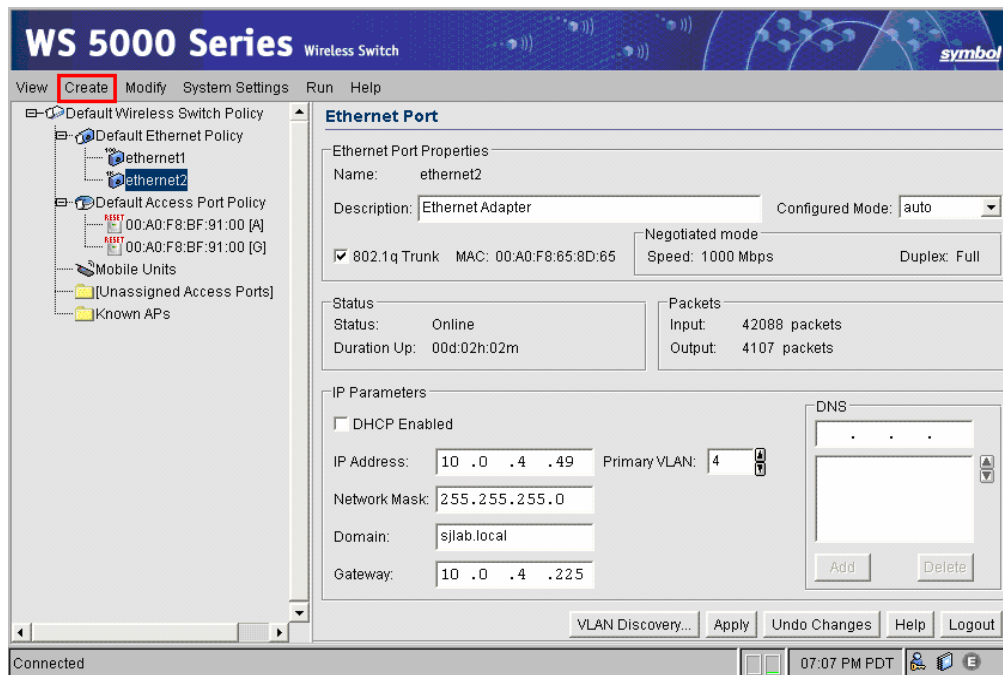 WS 5000 Series Wireless Switch
symbol
View Create Modify System Settings Run Help
Default Wireless Switch Policy
Default Ethernet Policy
ethernet1
ethernet2
Default Access Port Policy
RESET 00:A0:F8:BF:91:00 [A]
RESET 00:A0:F8:BF:91:00 [G]
Mobile Units
[Unassigned Access Ports]
Known APs
Ethernet Port
Ethernet Port Properties
Name: ethernet2
Description: Ethernet Adapter Configured Mode: auto
802.1q Trunk MAC: 00:A0:F8:65:8D:65
Negotiated mode
Speed: 1000 Mbps Duplex: Full
Status
Status: Online
Duration Up: 00d:02h:02m
Packets
Input: 42088 packets
Output: 4107 packets
IP Parameters
DHCP Enabled
IP Address: 10 .0 .4 .49 Primary VLAN: 4
Network Mask: 255.255.255.0
Domain: sjlab.local
Gateway: 10 .0 .4 .225
DNS
. . .
Add Delete
VLAN Discovery... Apply Undo Changes Help Logout
Connected 07:07 PM PDT E